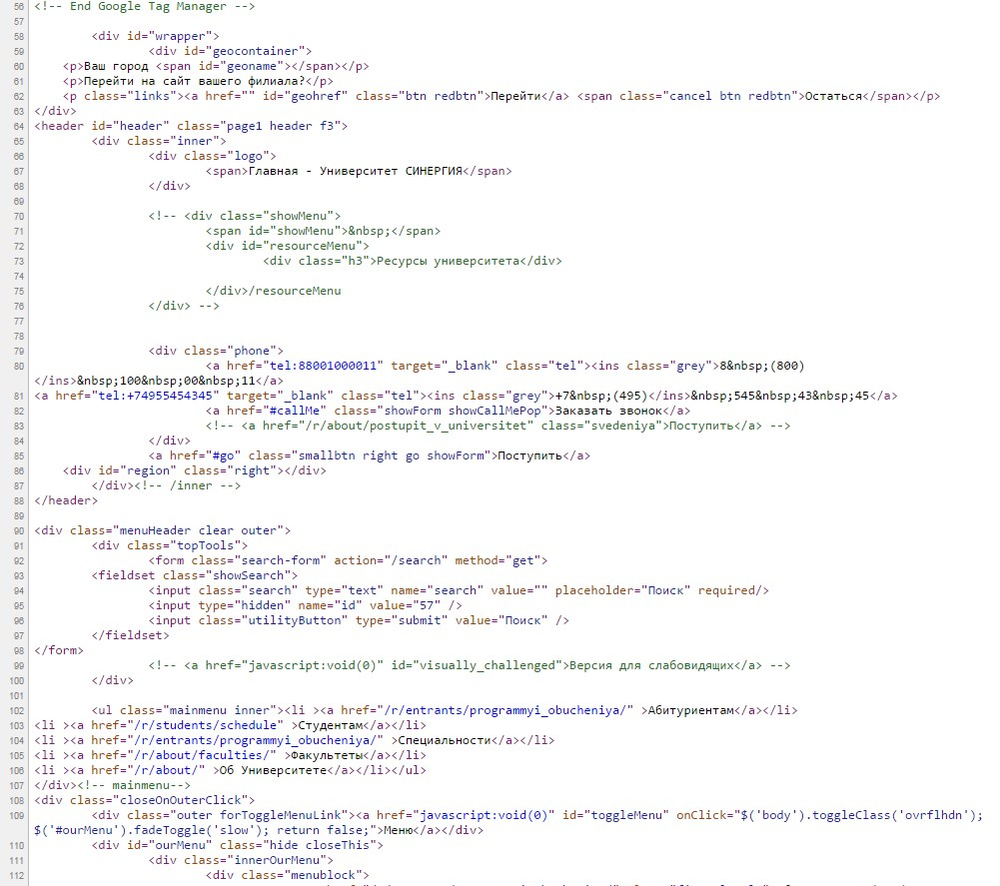 56 <!-- End Google Tag Manager -->
57
58 <div id="wrapper">
59 <div id="geocontainer">
60 <p>Ваш город <span id="geoname"></span></p>
61 <p>Перейти на сайт вашего филиала?</p>
62 <p class="links"><a href="" id="geohref" class="btn redbtn">Перейти</a> <span class="cancel btn redbtn">Остаться</span></p>
63 </div>
64 <header id="header" class="page1 header f3">
65 <div class="inner">
66 <div class="logo">
67 <span>Главная - Университет СИНЕРГИЯ</span>
68 </div>
69
70 <!-- <div class="showMenu">
71 <span id="showMenu">&nbsp;</span>
72 <div id="resourceMenu">
73 <div class="h3">Ресурсы университета</div>
74
75 </div>/resourceMenu
76 </div> -->
77
78
79 <div class="phone">
80 <a href="tel:88001000011" target="_blank" class="tel"><ins class="grey">8&nbsp;(800)
</ins>&nbsp;100&nbsp;00&nbsp;11</a>
81 <a href="tel:+74955454345" target="_blank" class="tel"><ins class="grey">+7&nbsp;(495)</ins>&nbsp;545&nbsp;43&nbsp;45</a>
82 <a href="#callMe" class="showForm showCallMePop">Заказать звонок</a>
83 <!-- <a href="/r/about/postupit_v_universitet" class="svedeniya">Поступить</a> -->
84 </div>
85 <a href="#go" class="smallbtn right go showForm">Поступить</a>
86 <div id="region" class="right"></div>
87 </div><!-- /inner -->
88 </header>
89
90 <div class="menuHeader clear outer">
91 <div class="topTools">
92 <form class="search-form" action="/search" method="get">
93 <fieldset class="showSearch">
94 <input class="search" type="text" name="search" value="" placeholder="Поиск" required/>
95 <input type="hidden" name="id" value="57" />
96 <input class="utilityButton" type="submit" value="Поиск" />
97 </fieldset>
98 </form>
99 <!-- <a href="javascript:void(0)" id="visually_challenged">Версия для слабовидящих</a> -->
100 </div>
101
102 <ul class="mainmenu inner"><li ><a href="/r/entrants/programmyi_obucheniya/" >Абитуриентам</a></li>
103 <li ><a href="/r/students/schedule" >Студентам</a></li>
104 <li ><a href="/r/entrants/programmyi_obucheniya/" >Специальности</a></li>
105 <li ><a href="/r/about/faculties/" >Факультеты</a></li>
106 <li ><a href="/r/about/" >Об Университете</a></li></ul>
107 </div><!-- mainmenu-->
108 <div class="closeOnOuterClick">
109 <div class="outer forToggleMenuLink"><a href="javascript:void(0)" id="toggleMenu" onClick="$('body').toggleClass('ovrflhdn');
$('#ourMenu').fadeToggle('slow'); return false;">Меню</a></div>
110 <div id="ourMenu" class="hide closeThis">
111 <div class="innerOurMenu">
112 <div class="menublock">